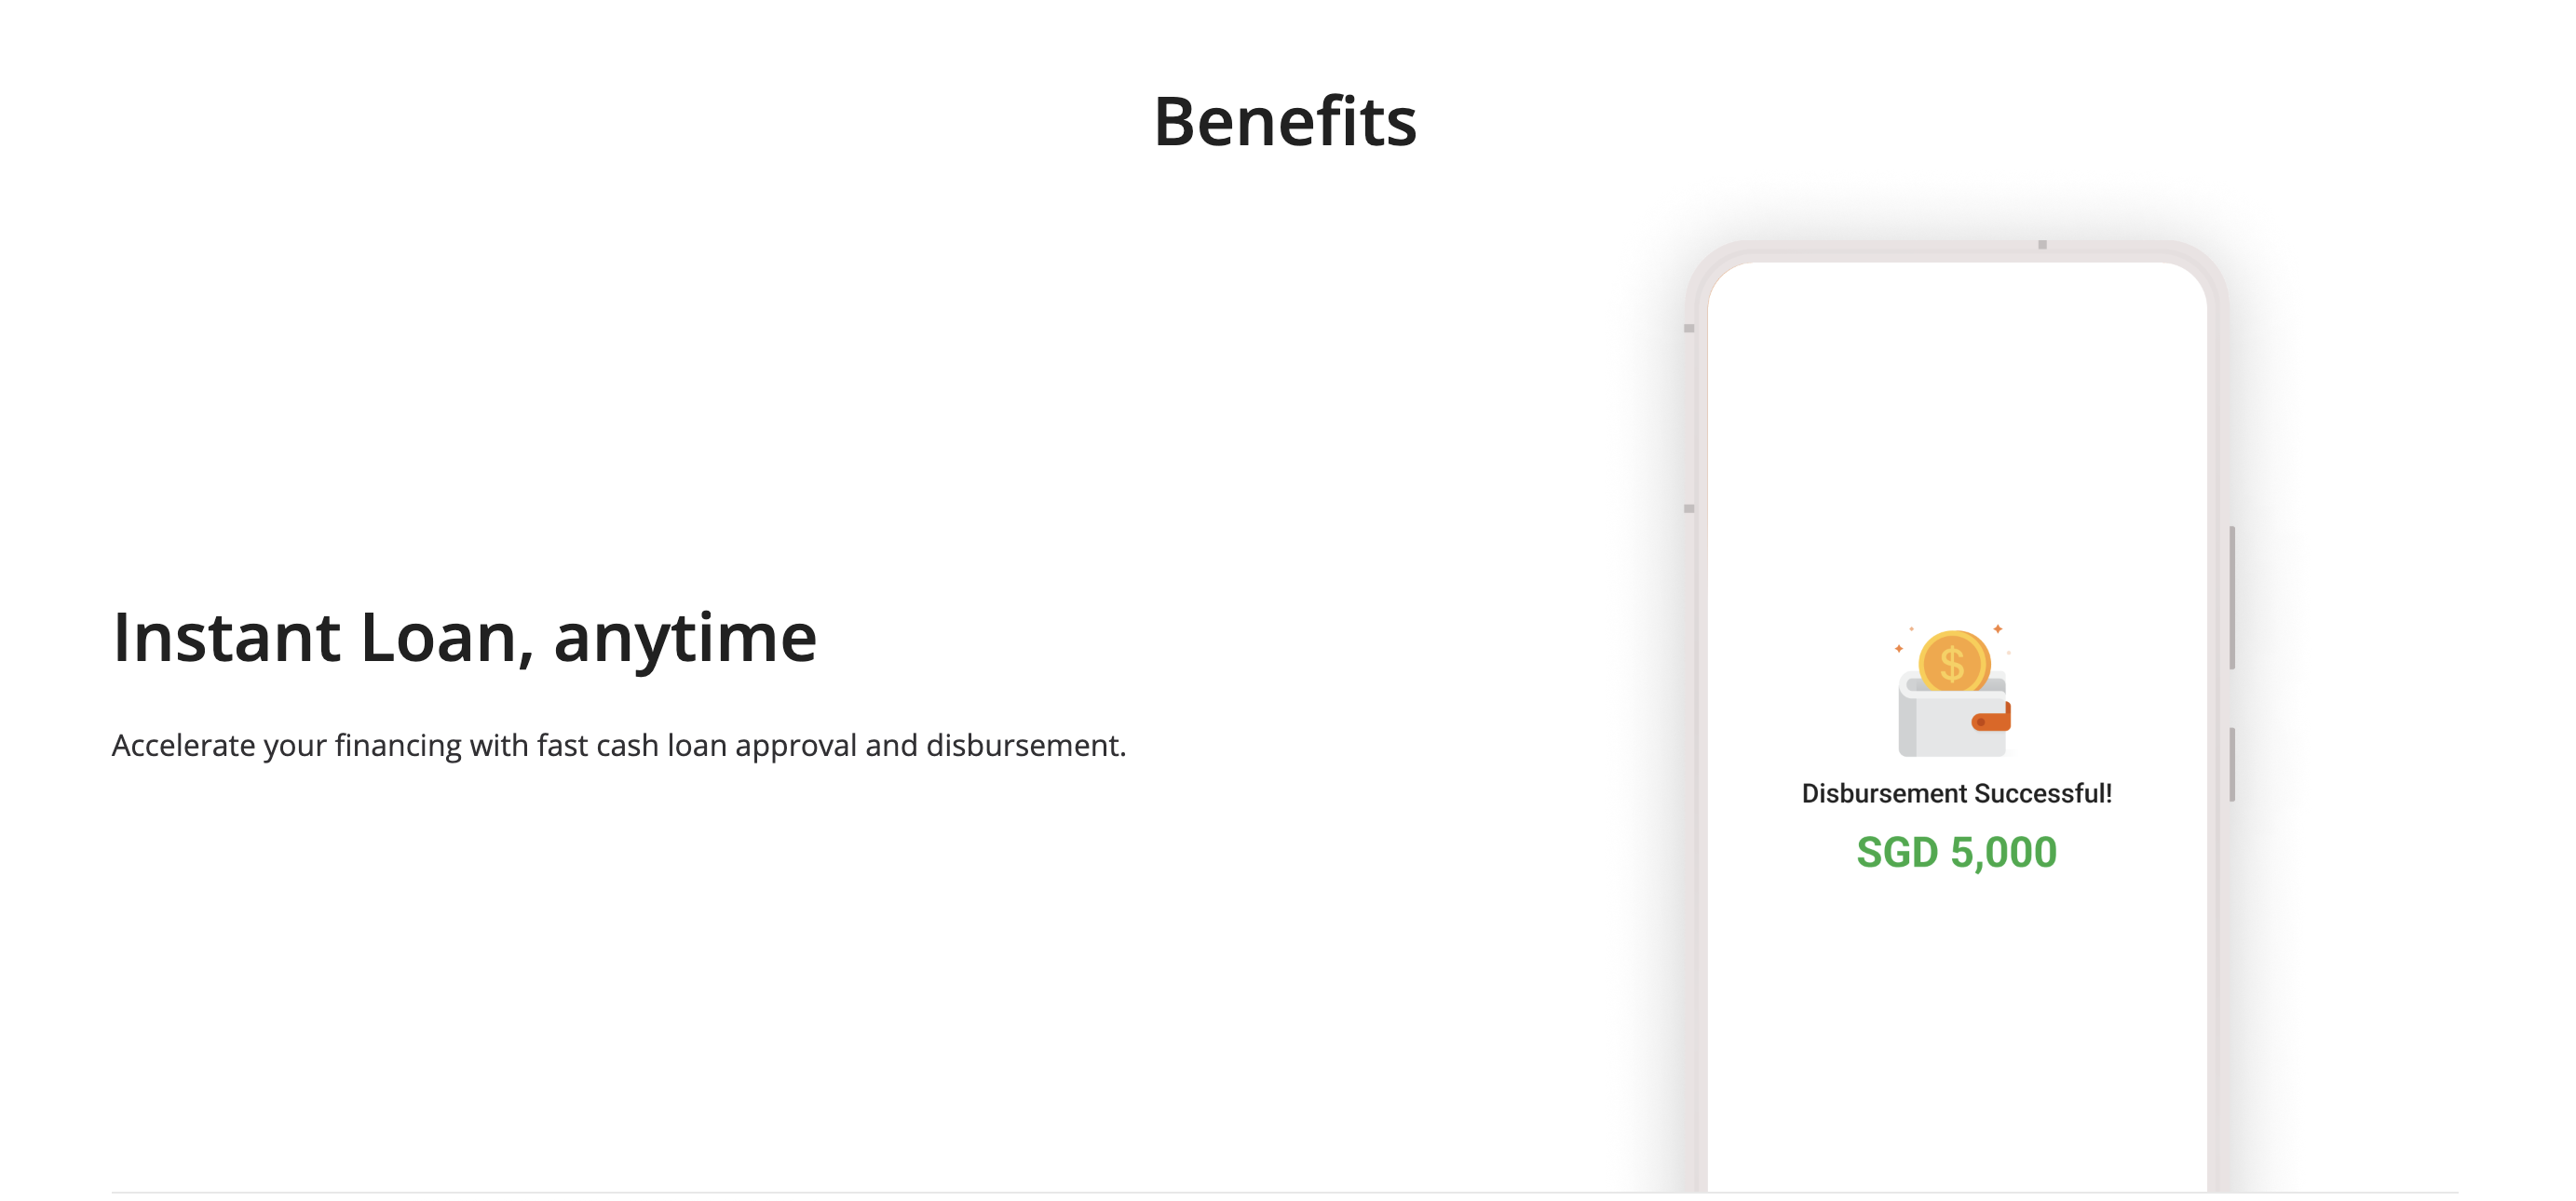 Benefits
Instant Loan, anytime
Accelerate your financing with fast cash loan approval and disbursement.
$
Disbursement Successful!
SGD 5,000